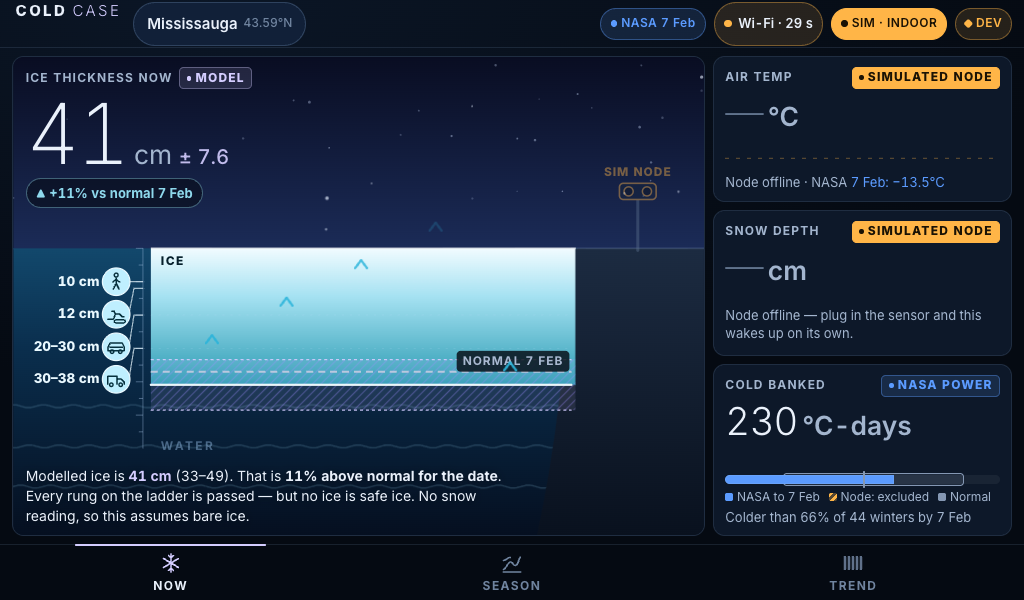 COLD CASE
Mississauga 43.59°N
NASA 7 Feb
Wi-Fi · 29 s
SIM · INDOOR
DEV
ICE THICKNESS NOW
MODEL
41 cm ± 7.6
+11% vs normal 7 Feb
SIM NODE
ICE
10 cm
12 cm
20–30 cm
30–38 cm
NORMAL 7 FEB
WATER
Modelled ice is 41 cm (33–49). That is 11% above normal for the date.
Every rung on the ladder is passed — but no ice is safe ice. No snow
reading, so this assumes bare ice.
AIR TEMP
SIMULATED NODE
— °C
Node offline · NASA 7 Feb: −13.5°C
SNOW DEPTH
SIMULATED NODE
— cm
Node offline — plug in the sensor and this
wakes up on its own.
COLD BANKED
NASA POWER
230 °C-days
NASA to 7 Feb
Node: excluded
Normal
Colder than 66% of 44 winters by 7 Feb
NOW
SEASON
TREND